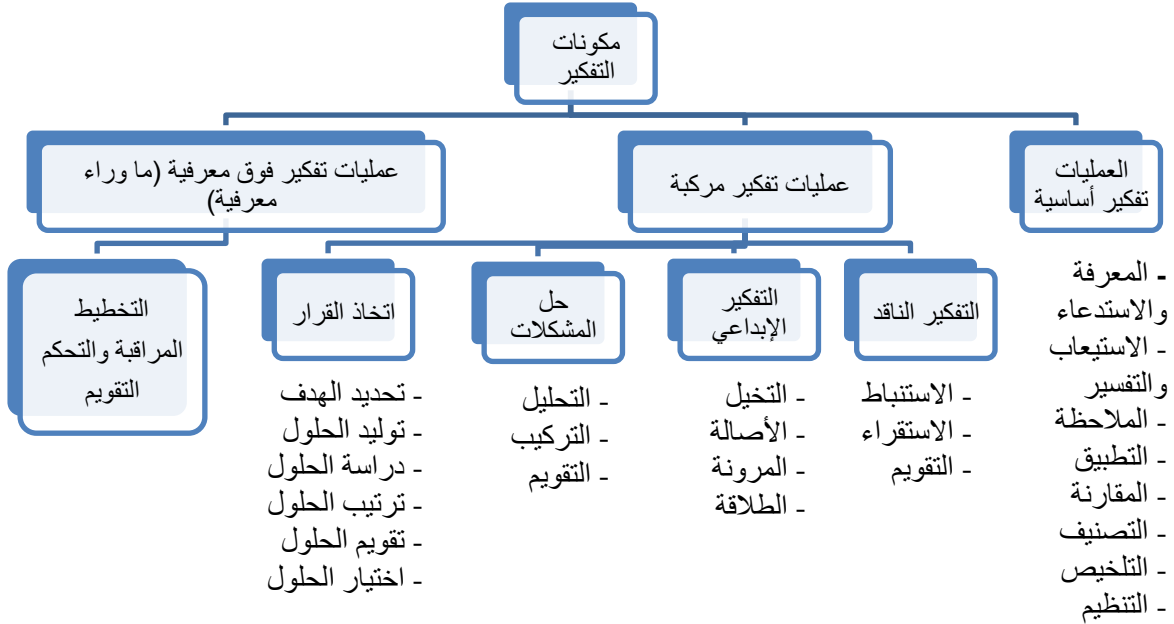 مكونات
التفكير
العمليات
تفكير أساسية
عمليات تفكير مركبة
عمليات تفكير فوق معرفية (ما وراء
معرفية)
- المعرفة
والاستدعاء
- الاستيعاب
والتفسير
- الملاحظة
- التطبيق
- المقارنة
- التصنيف
- التلخيص
- التنظيم
التفكير الناقد
- الاستنباط
- الاستقراء
- التقويم
التفكير
الإبداعي
- التخيل
- الأصالة
- المرونة
- الطلاقة
حل
المشكلات
- التحليل
- التركيب
- التقويم
اتخاذ القرار
- تحديد الهدف
- توليد الحلول
- دراسة الحلول
- ترتيب الحلول
- تقويم الحلول
- اختيار الحلول
التخطيط
المراقبة والتحكم
التقويم